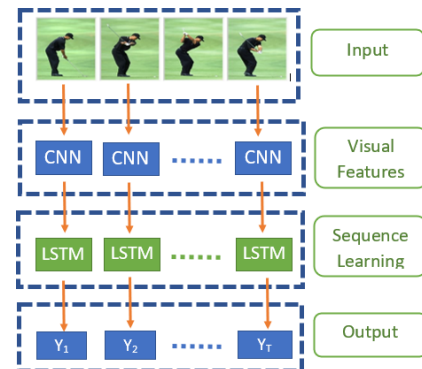 Input
CNN CNN ...... CNN
Visual
Features
LSTM LSTM ...... LSTM
Sequence
Learning
Y1 Y2 ...... YT
Output